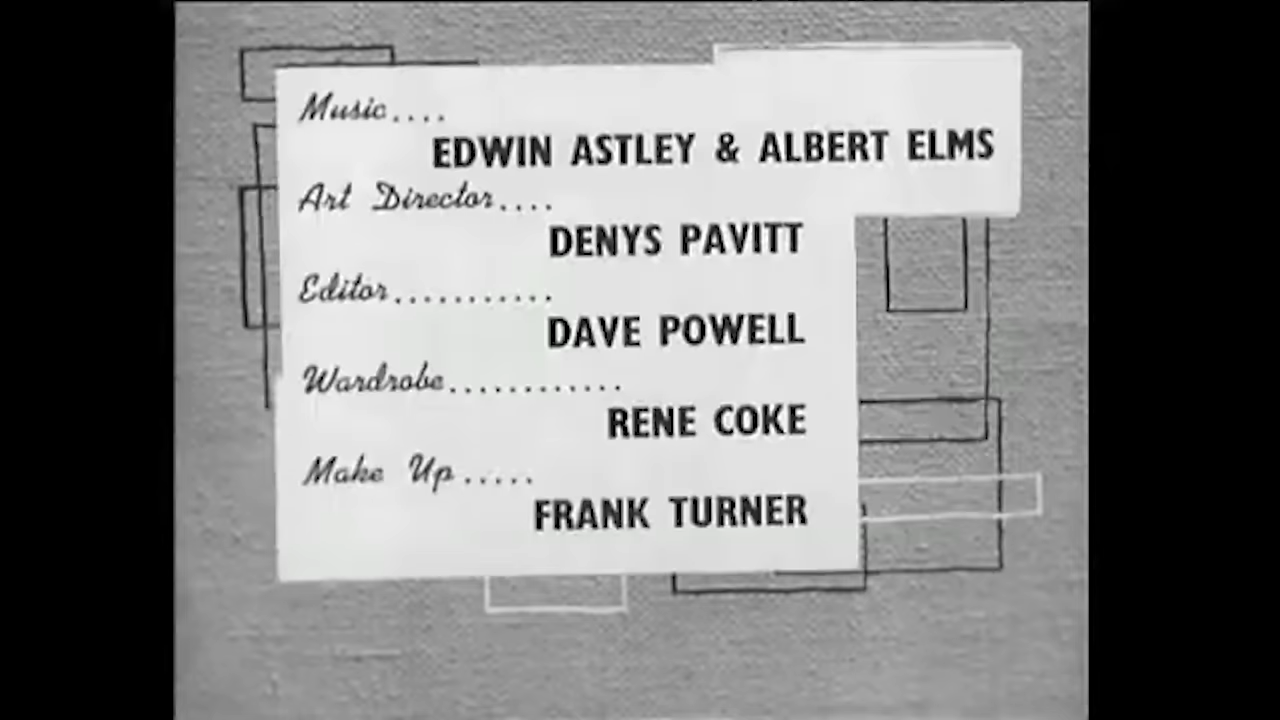 Music....
EDWIN ASTLEY & ALBERT ELMS
Art Director....
DENYS PAVITT
Editor...........
DAVE POWELL
Wardrobe............
RENE COKE
Make Up.....
FRANK TURNER